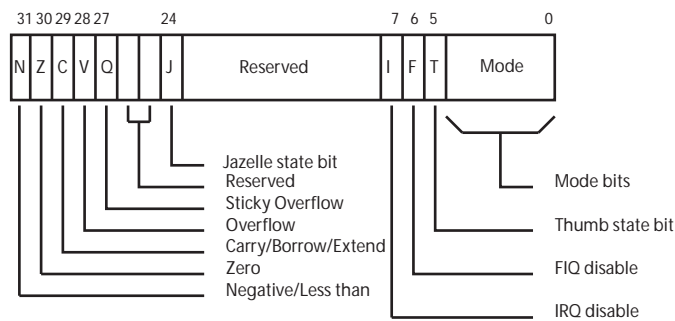 31 30 29 28 27 24 7 6 5 0
N Z C V Q J Reserved I F T Mode
Jazelle state bit
Reserved
Sticky Overflow
Overflow
Carry/Borrow/Extend
Zero
Negative/Less than
Mode bits
Thumb state bit
FIQ disable
IRQ disable